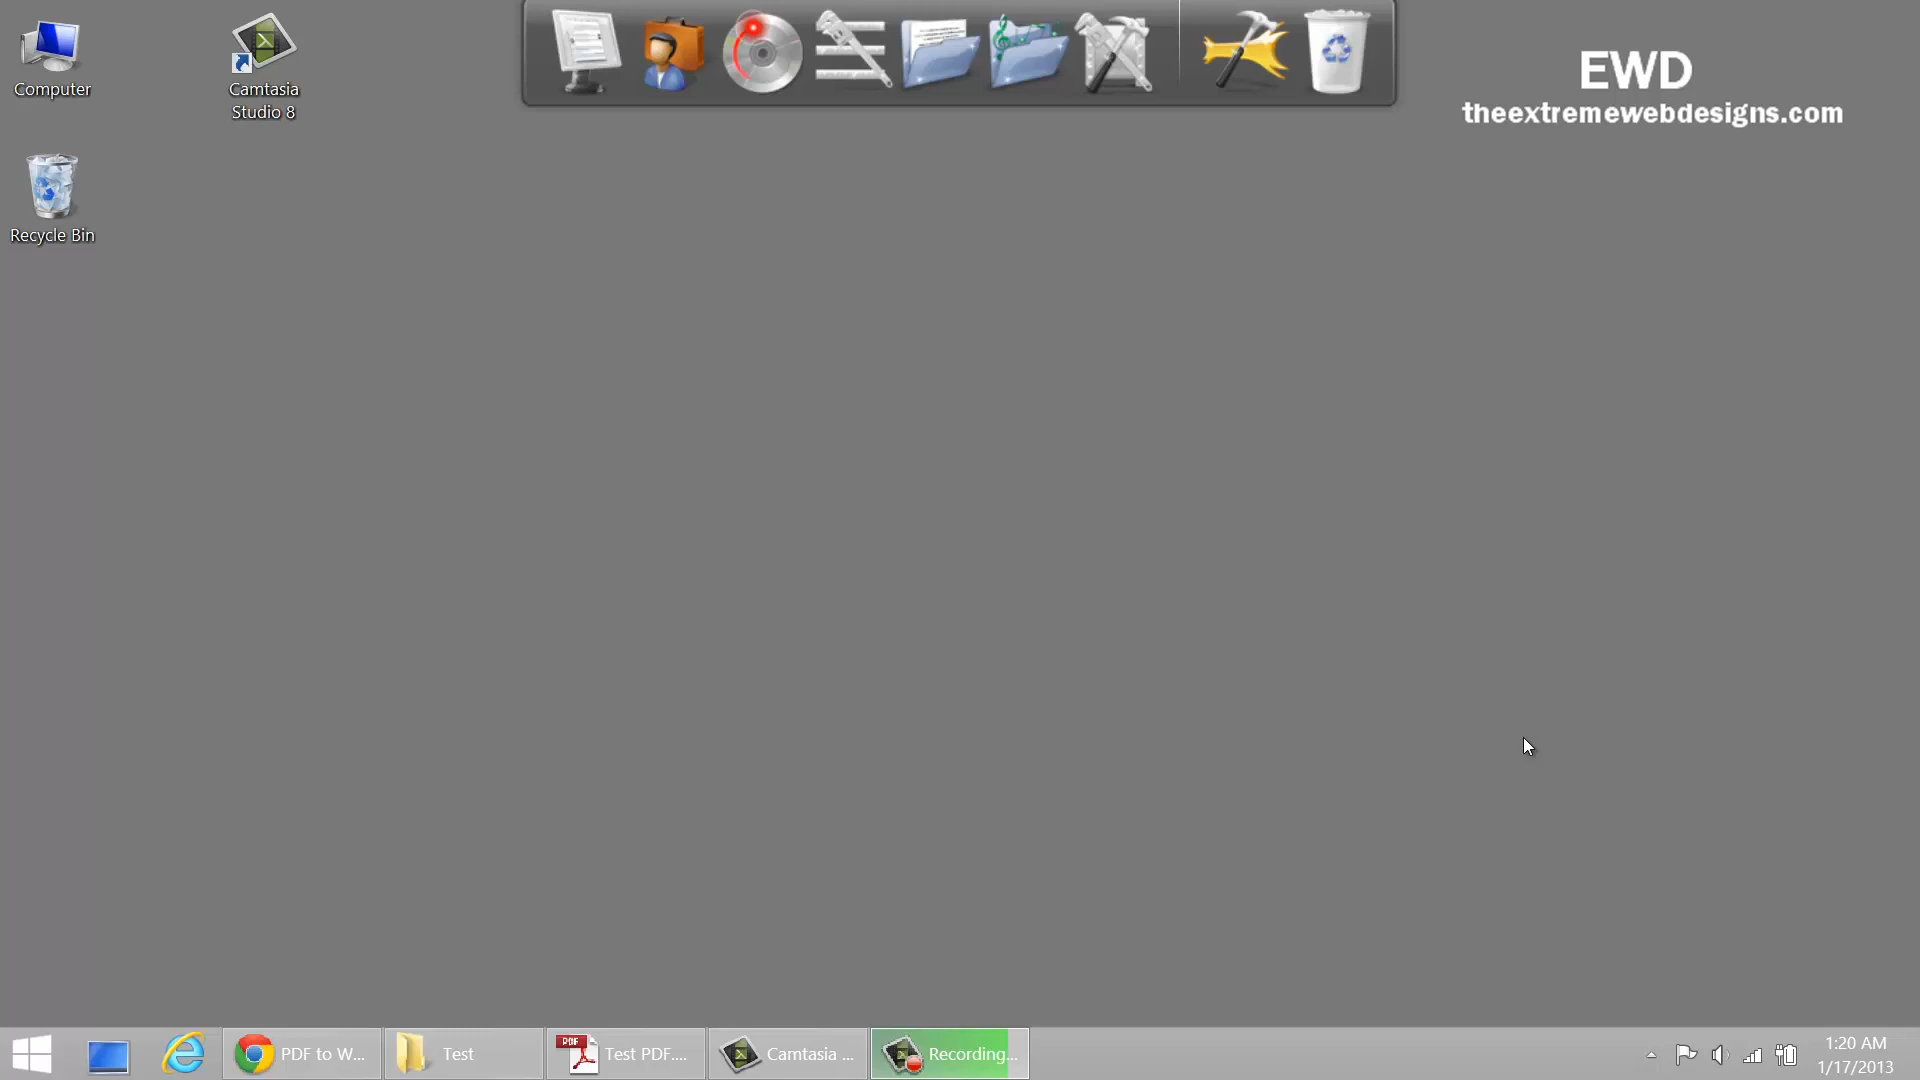 Computer
Camtasia
Studio 8
EWD
theextremewebdesigns.com
Recycle Bin
PDF to W...
Test
PDF
Test PDF....
Camtasia ...
Recording...
1:20 AM
1/17/2013